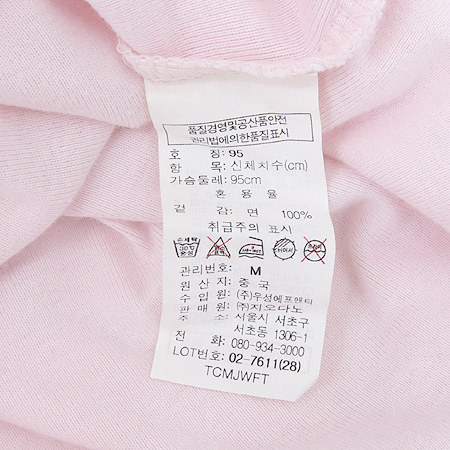 품질경영및공산품안전
관리법에의한품질표시
호 칭: 95
항 목: 신체치수(cm)
가슴둘레: 95cm
혼 용 율
겉 감: 면 100%
취급주의 표시
관리번호: M
원 산 지: 중 국
수 입 원: (주)우성에프앤티
판 매 원: (주)지오다노
주 소: 서울시 서초구
서초동 1306-1
전 화: 080-934-3000
LOT번호: 02-7611(28)
TCMJWFT